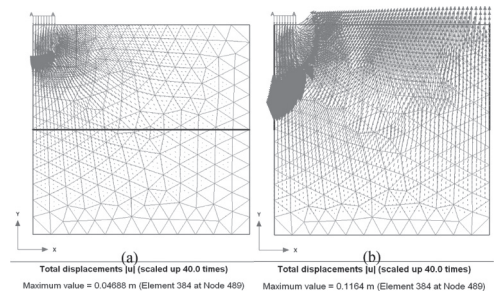 A A
A A
Y
X
Y
X
(a)
(b)
Total displacements |u| (scaled up 40.0 times)
Maximum value = 0.04688 m (Element 384 at Node 489)
Total displacements |u| (scaled up 40.0 times)
Maximum value = 0.1164 m (Element 384 at Node 489)